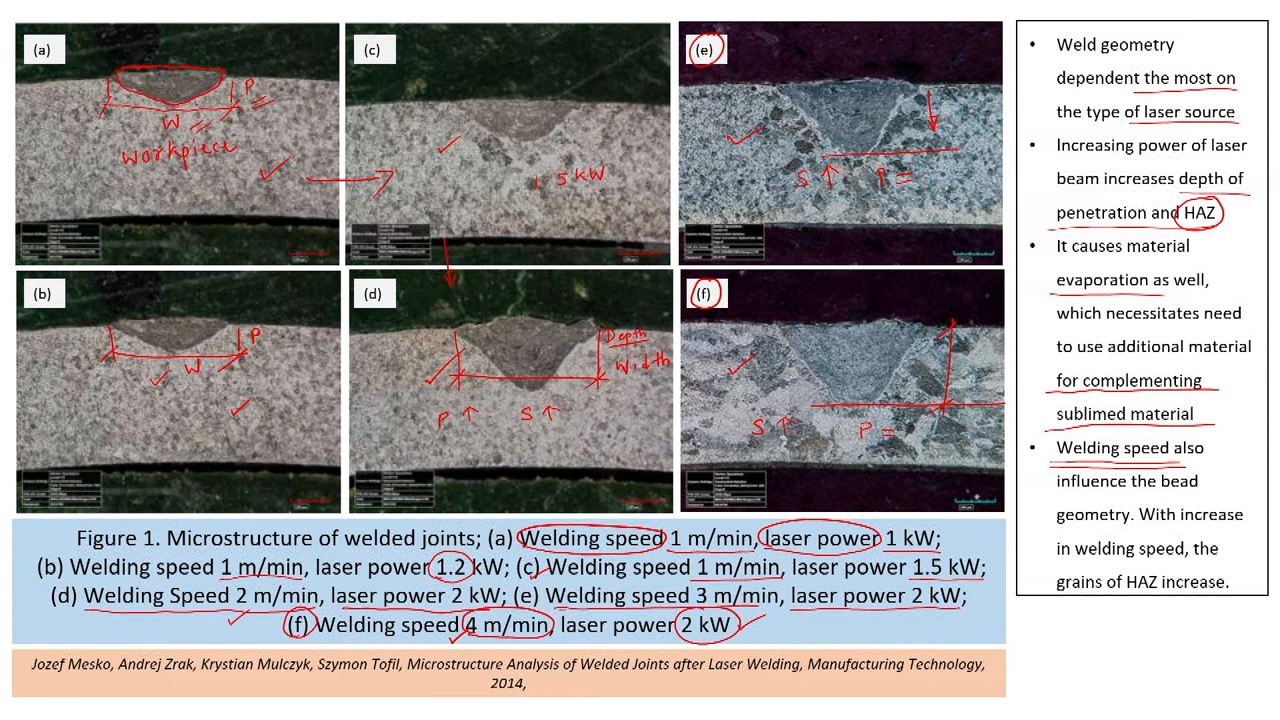 (a)
P
W
workpiece
(c)
5 kW
(e)
S ↑ P =
(b)
P
W
(d)
Depth
Width
P ↑ S ↑
(f)
S ↑ P =
• Weld geometry
dependent the most on
the type of laser source
• Increasing power of laser
beam increases depth of
penetration and HAZ
• It causes material
evaporation as well,
which necessitates need
to use additional material
for complementing
sublimed material
• Welding speed also
influence the bead
geometry. With increase
in welding speed, the
grains of HAZ increase.
Figure 1. Microstructure of welded joints; (a) Welding speed 1 m/min, laser power 1 kW;
(b) Welding speed 1 m/min, laser power 1.2 kW; (c) Welding speed 1 m/min, laser power 1.5 kW;
(d) Welding Speed 2 m/min, laser power 2 kW; (e) Welding speed 3 m/min, laser power 2 kW;
(f) Welding speed 4 m/min, laser power 2 kW
Jozef Mesko, Andrej Zrak, Krystian Mulczyk, Szymon Tofil, Microstructure Analysis of Welded Joints after Laser Welding, Manufacturing Technology,
2014,